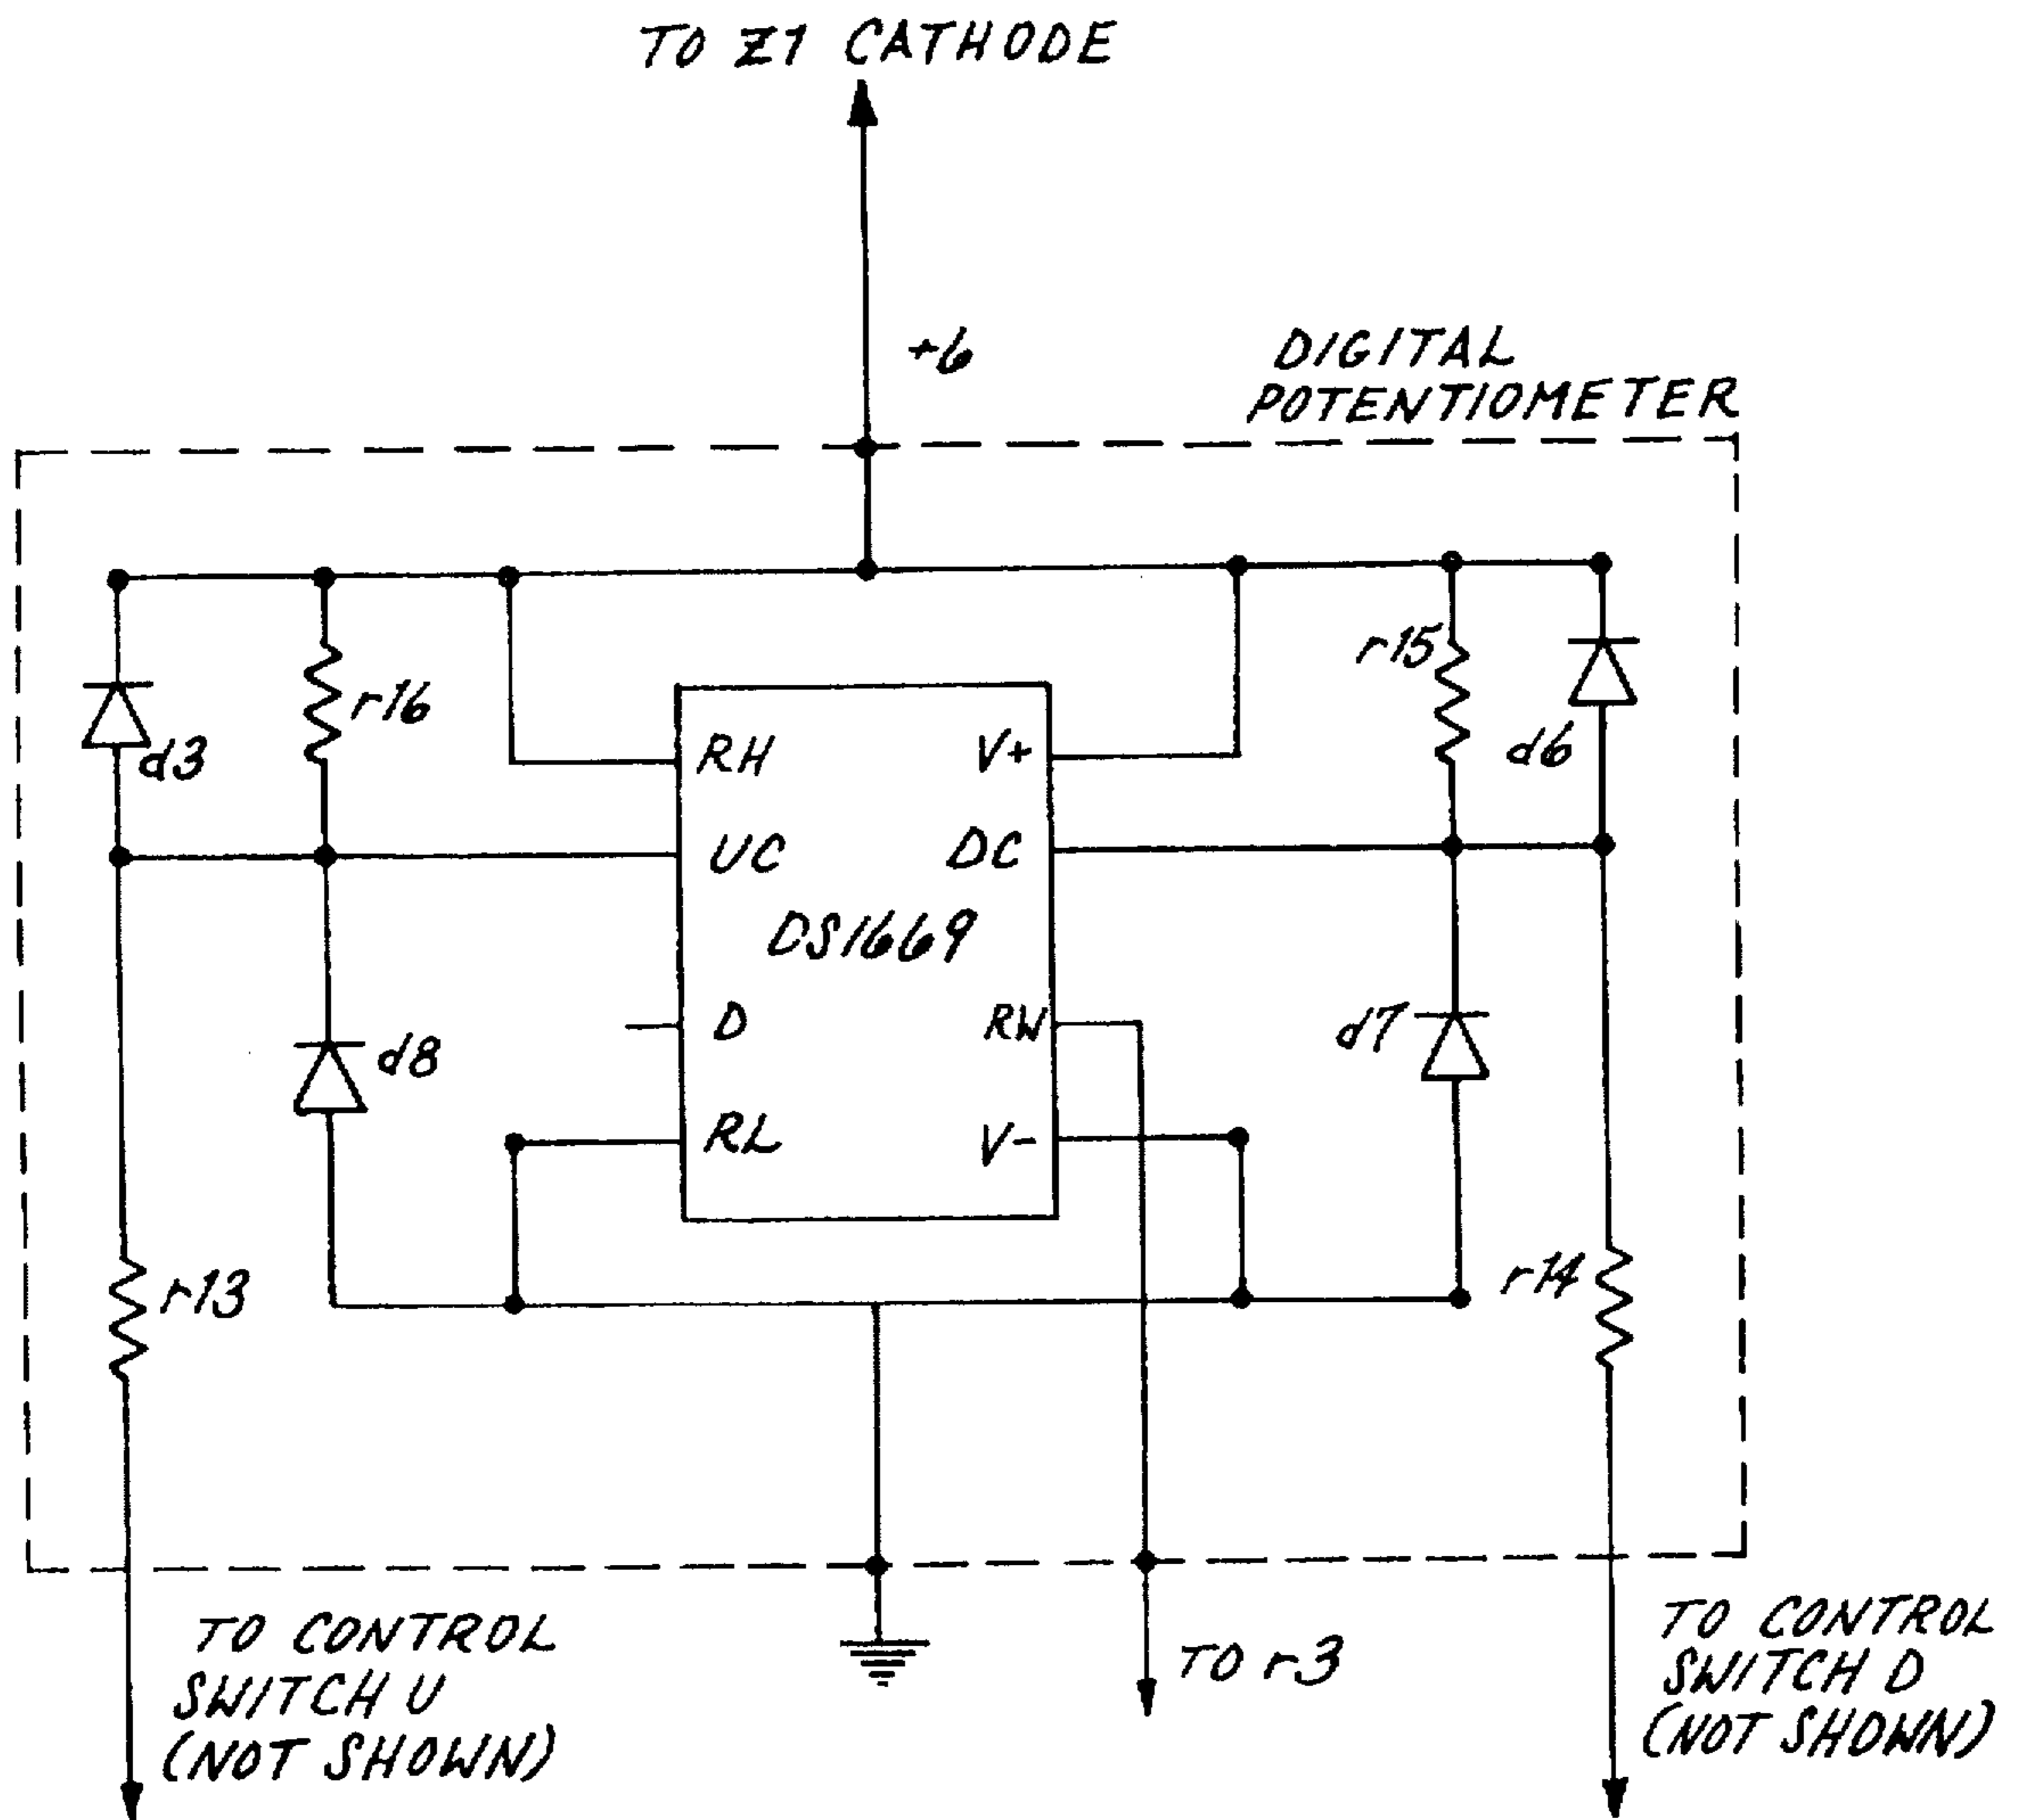 TO Z1 CATHODE
+6
DIGITAL
POTENTIOMETER
r15
r16
d3
d6
RH
V+
UC
DC
DS1669
D
RW
d8
d7
RL
V-
r13
r14
TO CONTROL
SWITCH U
(NOT SHOWN)
TO r3
TO CONTROL
SWITCH D
(NOT SHOWN)